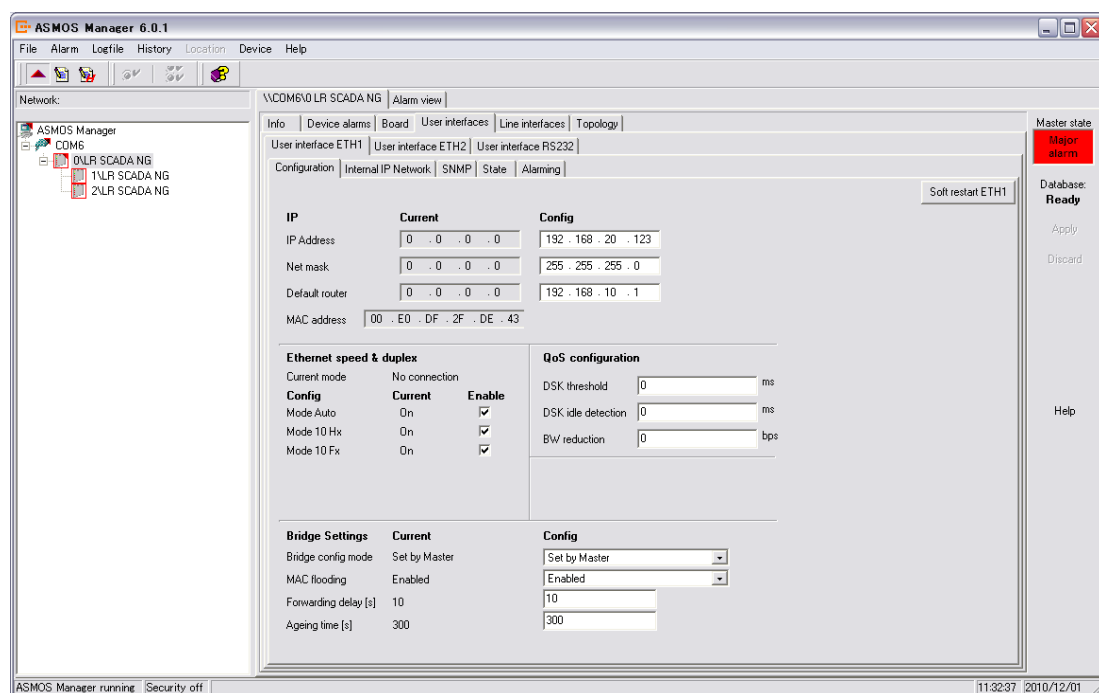 ASMOS Manager 6.0.1
File Alarm Logfile History Location Device Help
Network:
ASMOS Manager
COM6
0\LR SCADA NG
1\LR SCADA NG
2\LR SCADA NG
\\COM6\0 LR SCADA NG Alarm view
Info Device alarms Board User interfaces Line interfaces Topology
User interface ETH1 User interface ETH2 User interface RS232
Configuration Internal IP Network SNMP State Alarming
Soft restart ETH1
IP Current Config
IP Address 0 . 0 . 0 . 0 192 . 168 . 20 . 123
Net mask 0 . 0 . 0 . 0 255 . 255 . 255 . 0
Default router 0 . 0 . 0 . 0 192 . 168 . 10 . 1
MAC address 00 . E0 . DF . 2F . DE . 43
Ethernet speed & duplex
Current mode No connection
Config Current Enable
Mode Auto On
Mode 10 Hx On
Mode 10 Fx On
QoS configuration
DSK threshold 0 ms
DSK idle detection 0 ms
BW reduction 0 bps
Bridge Settings Current Config
Bridge config mode Set by Master Set by Master
MAC flooding Enabled Enabled
Forwarding delay [s] 10 10
Ageing time [s] 300 300
Master state
Major
alarm
Database:
Ready
Apply
Discard
Help
ASMOS Manager running Security off 11:32:37 2010/12/01